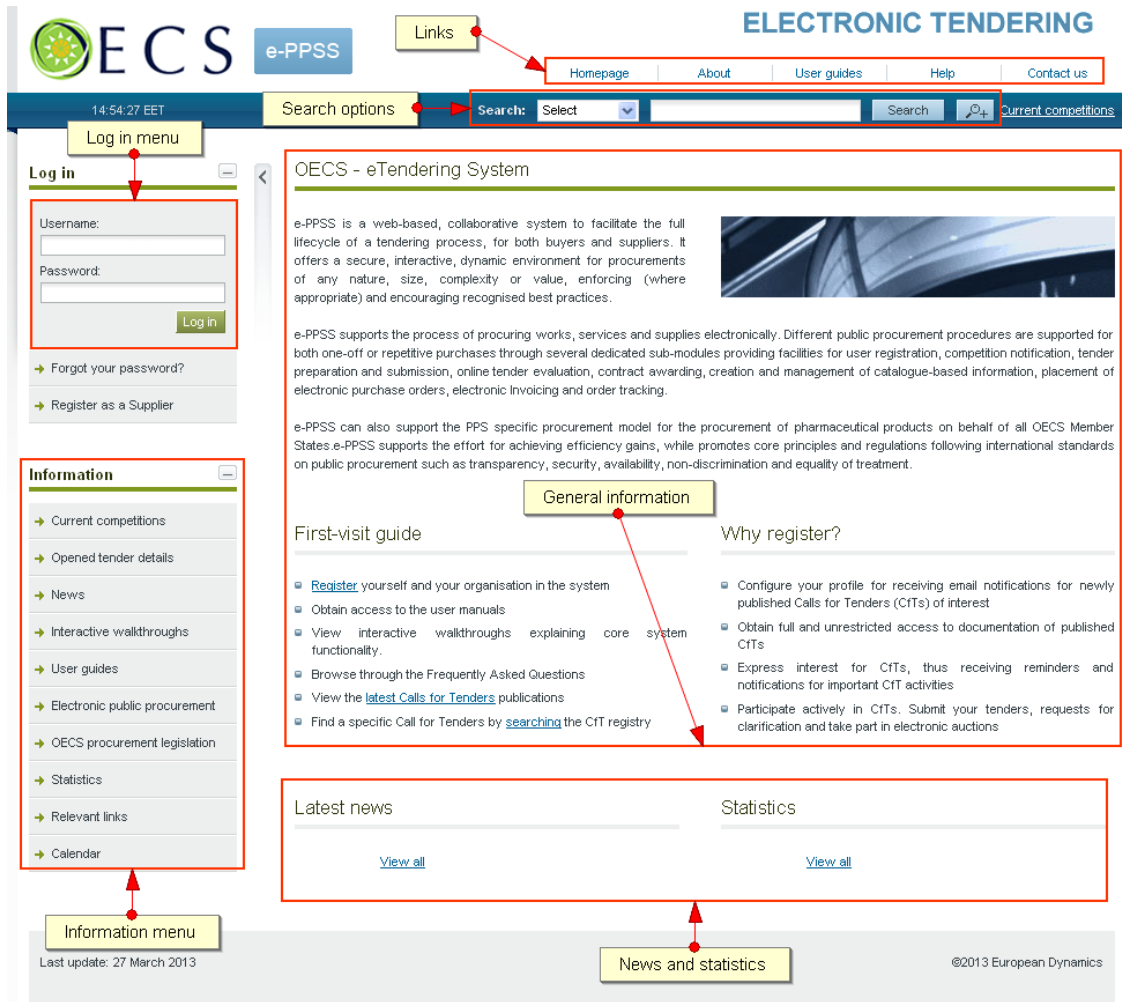 ELECTRONIC TENDERING
OECS
e-PPSS
Links
Homepage
About
User guides
Help
Contact us
14:54:27 EET
Search options
Search:
Select
Search
Current competitions
Log in menu
Log in
Username:
Password:
Log in
Forgot your password?
Register as a Supplier
Information
Current competitions
Opened tender details
News
Interactive walkthroughs
User guides
Electronic public procurement
OECS procurement legislation
Statistics
Relevant links
Calendar
Information menu
OECS - eTendering System
e-PPSS is a web-based, collaborative system to facilitate the full
lifecycle of a tendering process, for both buyers and suppliers. It
offers a secure, interactive, dynamic environment for procurements
of any nature, size, complexity or value, enforcing (where
appropriate) and encouraging recognised best practices.
e-PPSS supports the process of procuring works, services and supplies electronically. Different public procurement procedures are supported for
both one-off or repetitive purchases through several dedicated sub-modules providing facilities for user registration, competition notification, tender
preparation and submission, online tender evaluation, contract awarding, creation and management of catalogue-based information, placement of
electronic purchase orders, electronic Invoicing and order tracking.
e-PPSS can also support the PPS specific procurement model for the procurement of pharmaceutical products on behalf of all OECS Member
States.e-PPSS supports the effort for achieving efficiency gains, while promotes core principles and regulations following international standards
on public procurement such as transparency, security, availability, non-discrimination and equality of treatment.
General information
First-visit guide
Register yourself and your organisation in the system
Obtain access to the user manuals
View interactive walkthroughs explaining core system
functionality.
Browse through the Frequently Asked Questions
View the latest Calls for Tenders publications
Find a specific Call for Tenders by searching the CfT registry
Why register?
Configure your profile for receiving email notifications for newly
published Calls for Tenders (CfTs) of interest
Obtain full and unrestricted access to documentation of published
CfTs
Express interest for CfTs, thus receiving reminders and
notifications for important CfT activities
Participate actively in CfTs. Submit your tenders, requests for
clarification and take part in electronic auctions
Latest news
View all
Statistics
View all
News and statistics
Last update: 27 March 2013
©2013 European Dynamics